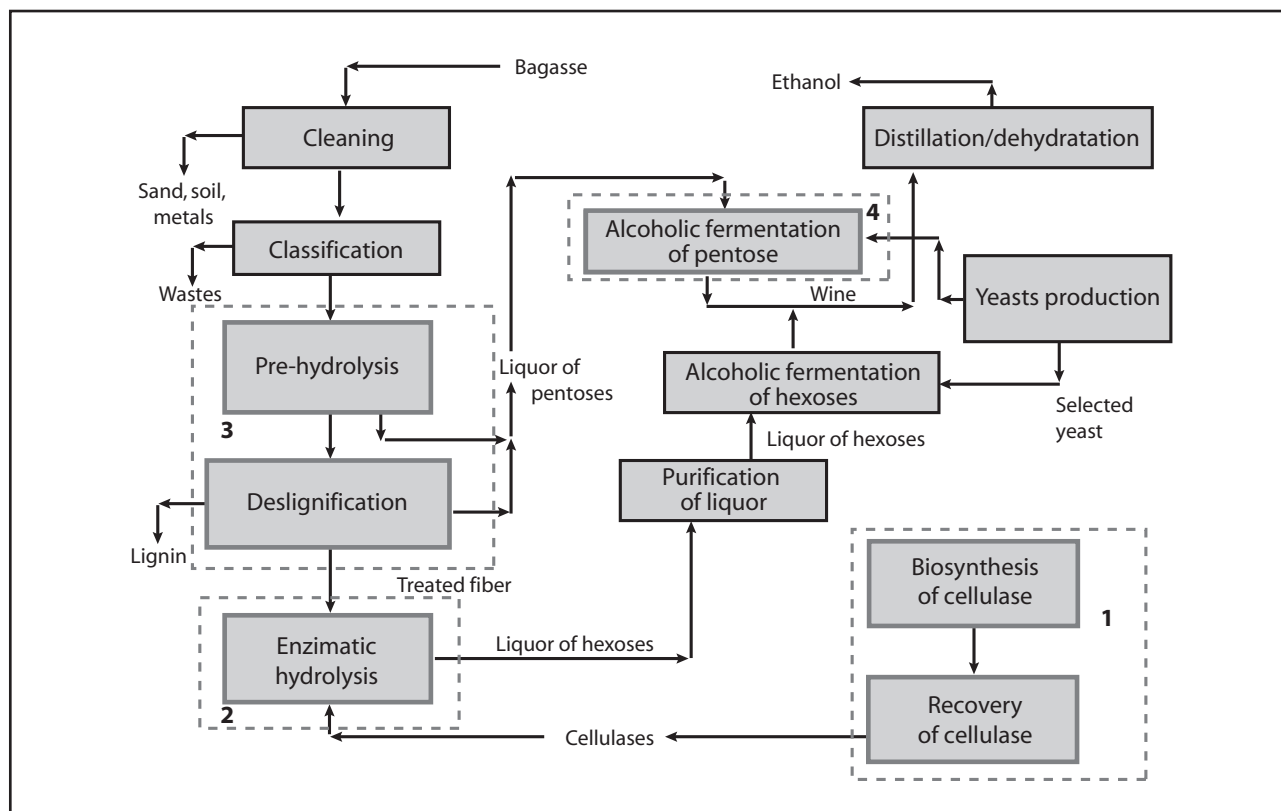 Bagasse
Ethanol
Cleaning
Distillation/dehydratation
Sand, soil,
metals
4
Alcoholic fermentation
of pentose
Classification
Wastes
Wine
Yeasts production
Pre-hydrolysis
Liquor of
pentoses
Alcoholic fermentation
of hexoses
Selected
yeast
3
Liquor of hexoses
Deslignification
Purification
of liquor
Lignin
Treated fiber
Biosynthesis
of cellulase
1
Enzimatic
hydrolysis
Liquor of hexoses
2
Recovery
of cellulase
Cellulases